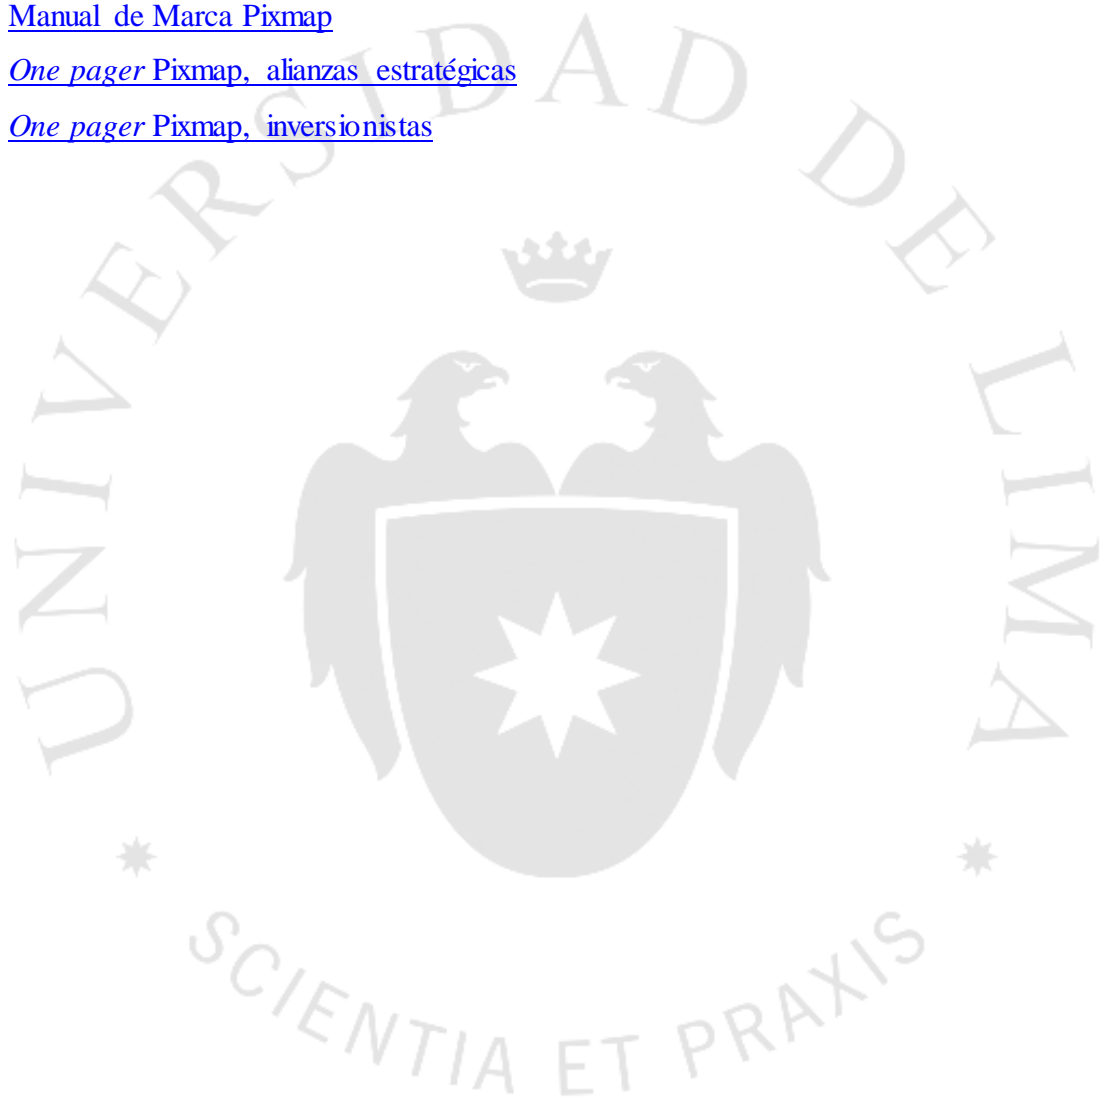 Manual de Marca Pixmap
One pager Pixmap, alianzas estratégicas
One pager Pixmap, inversionistas
UNIVERSIDAD DE LIMA
SCIENTIA ET PRAXIS